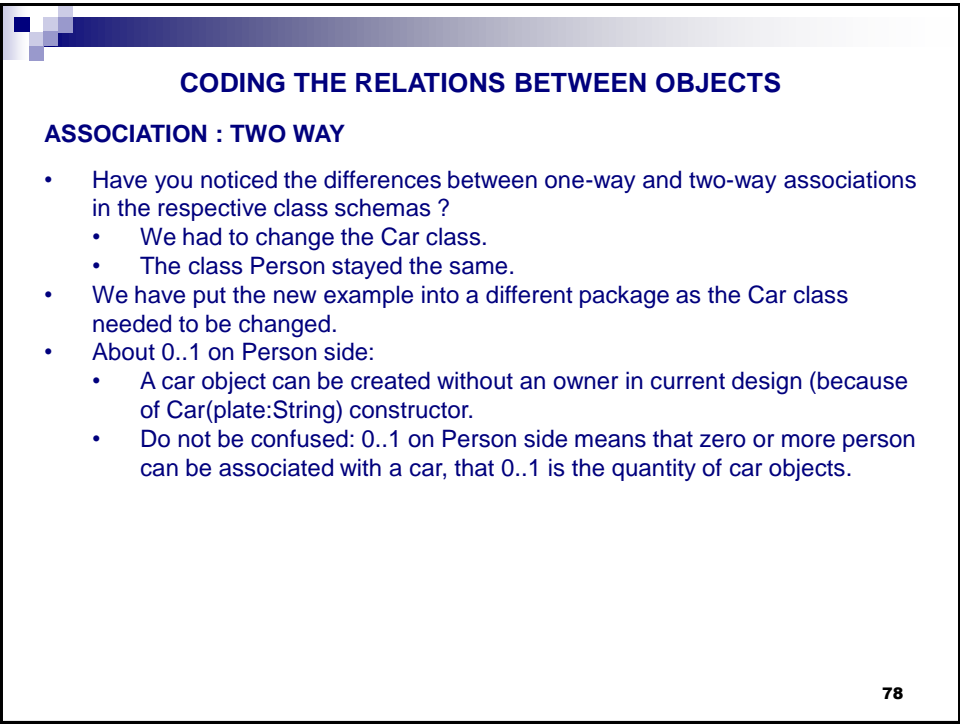 CODING THE RELATIONS BETWEEN OBJECTS
ASSOCIATION : TWO WAY
• Have you noticed the differences between one-way and two-way associations
in the respective class schemas ?
• We had to change the Car class.
• The class Person stayed the same.
• We have put the new example into a different package as the Car class
needed to be changed.
• About 0..1 on Person side:
• A car object can be created without an owner in current design (because
of Car(plate:String) constructor.
• Do not be confused: 0..1 on Person side means that zero or more person
can be associated with a car, that 0..1 is the quantity of car objects.
78